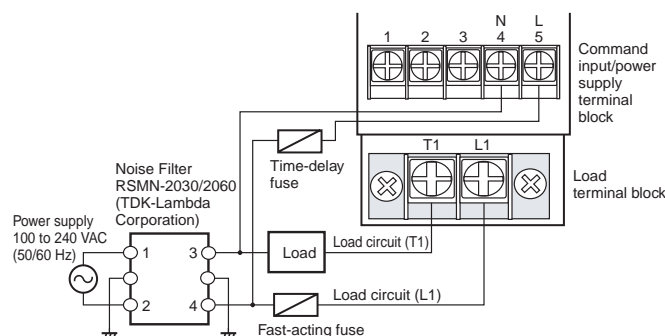 N L
1 2 3 4 5
Command
input/power
supply
terminal
block
T1 L1
Load
terminal block
Time-delay
fuse
Noise Filter
RSMN-2030/2060
(TDK-Lambda
Corporation)
Power supply
100 to 240 VAC
(50/60 Hz)
1 3
2 4
Load
Load circuit (T1)
Load circuit (L1)
Fast-acting fuse